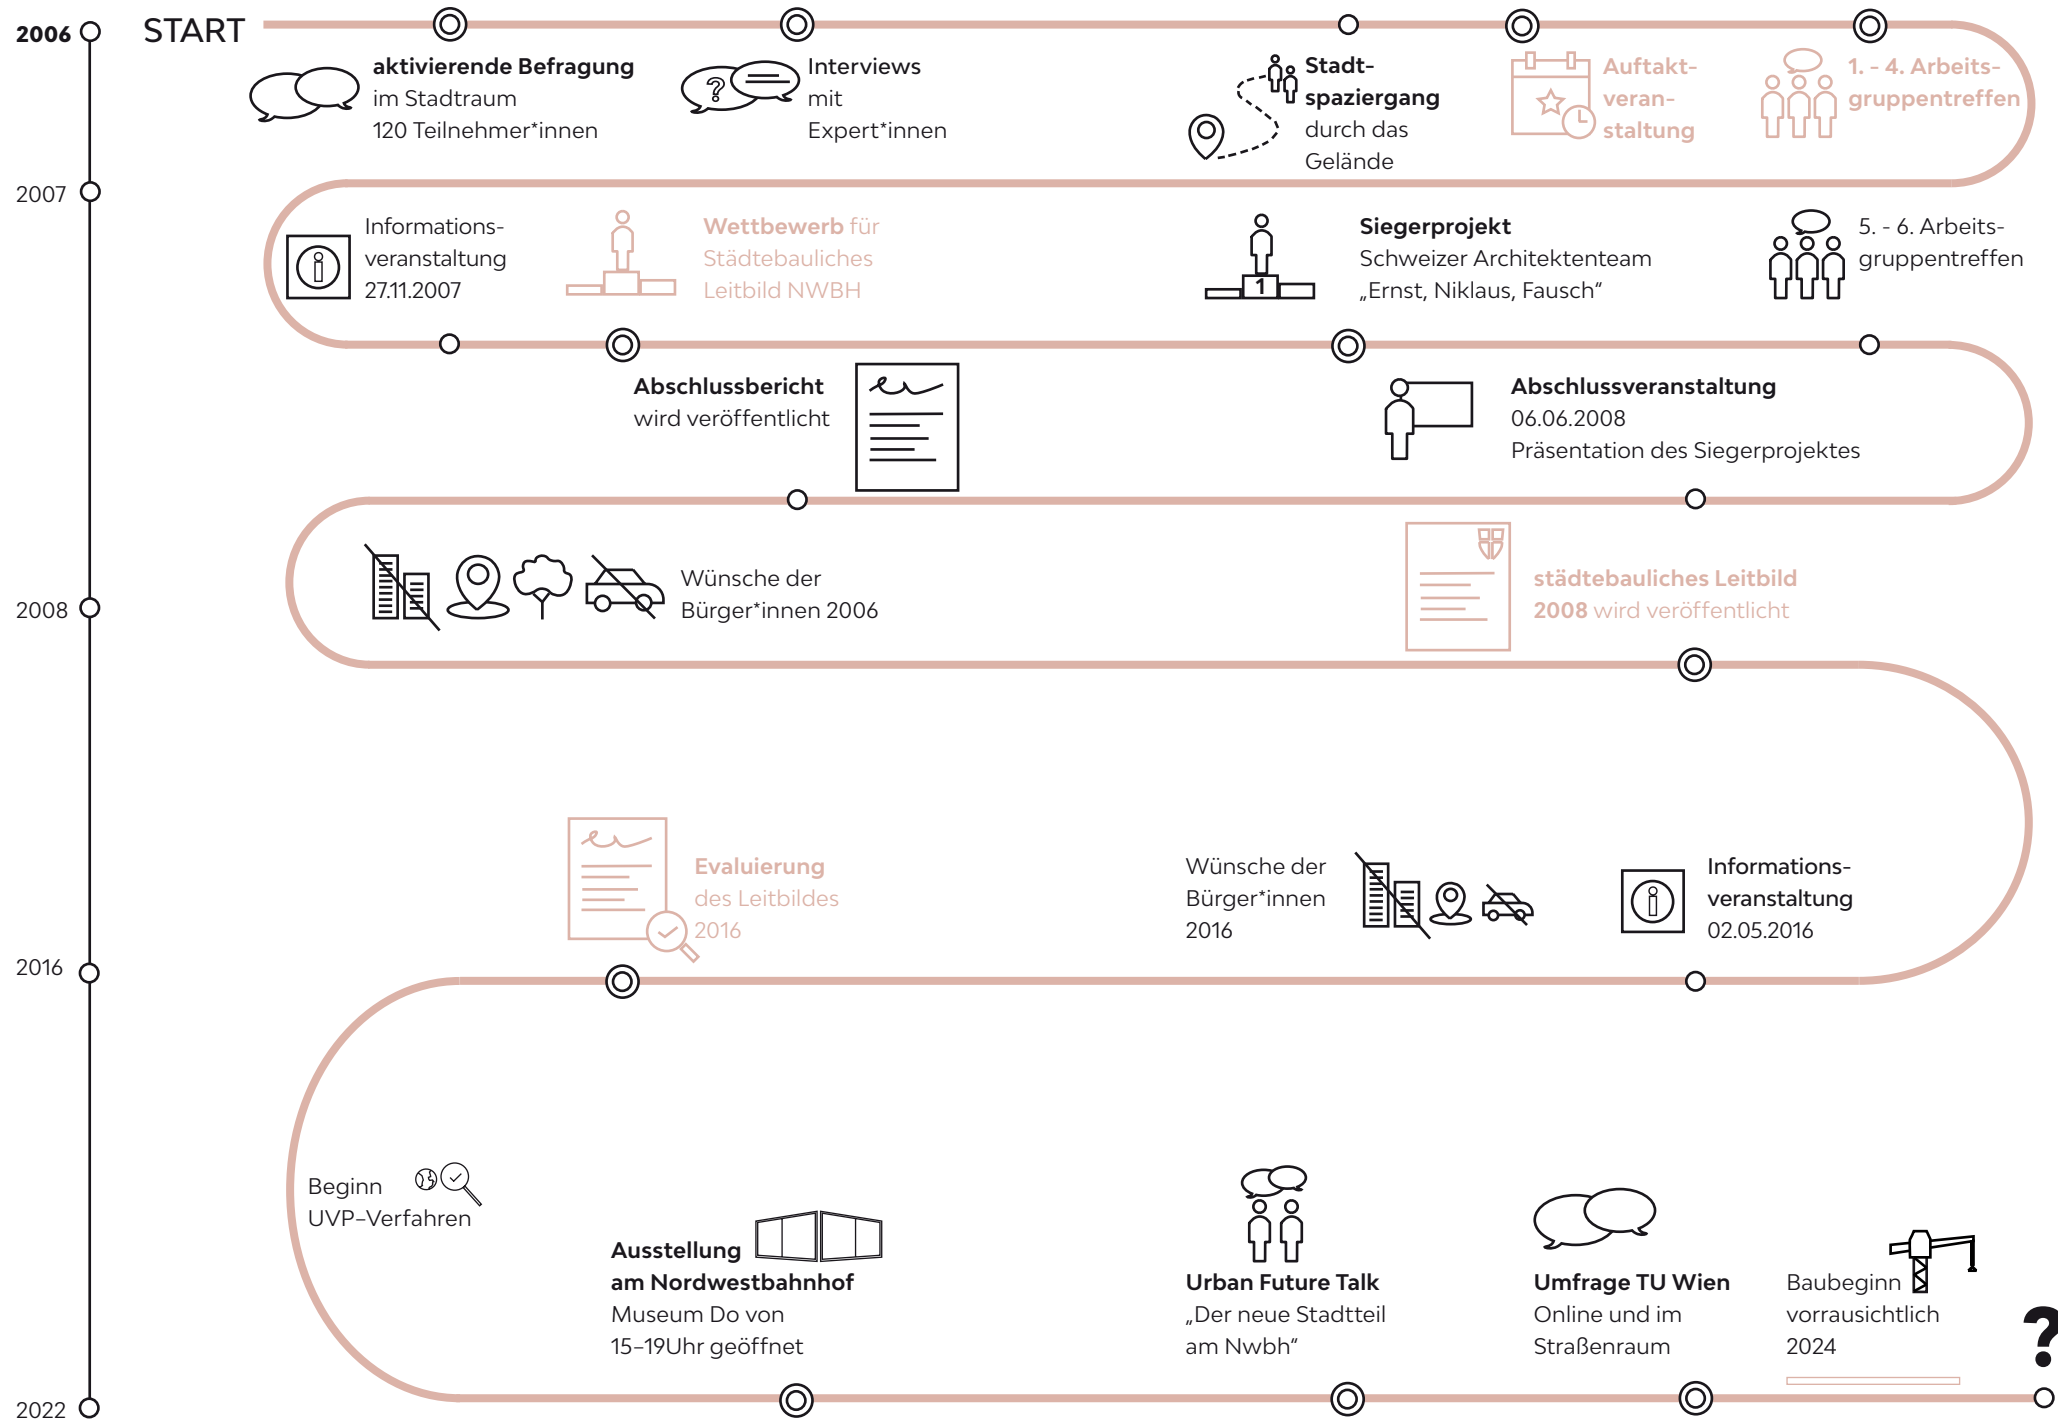 2006
START
aktivierende Befragung
im Stadtraum
120 Teilnehmer*innen
?
Interviews
mit
Expert*innen
Stadt-
spaziergang
durch das
Gelände
Auftakt-
veran-
staltung
1. - 4. Arbeits-
gruppentreffen
2007
Informations-
veranstaltung
27.11.2007
Wettbewerb für
Städtebauliches
Leitbild NWBH
1
Siegerprojekt
Schweizer Architektenteam
„Ernst, Niklaus, Fausch“
5. - 6. Arbeits-
gruppentreffen
Abschlussbericht
wird veröffentlicht
Abschlussveranstaltung
06.06.2008
Präsentation des Siegerprojektes
2008
Wünsche der
Bürger*innen 2006
städtebauliches Leitbild
2008 wird veröffentlicht
2016
Evaluierung
des Leitbildes
2016
Wünsche der
Bürger*innen
2016
Informations-
veranstaltung
02.05.2016
Beginn
UVP-Verfahren
Ausstellung
am Nordwestbahnhof
Museum Do von
15-19Uhr geöffnet
Urban Future Talk
„Der neue Stadtteil
am Nwbh“
Umfrage TU Wien
Online und im
Straßenraum
Baubeginn
vorrausichtlich
2024
?
2022